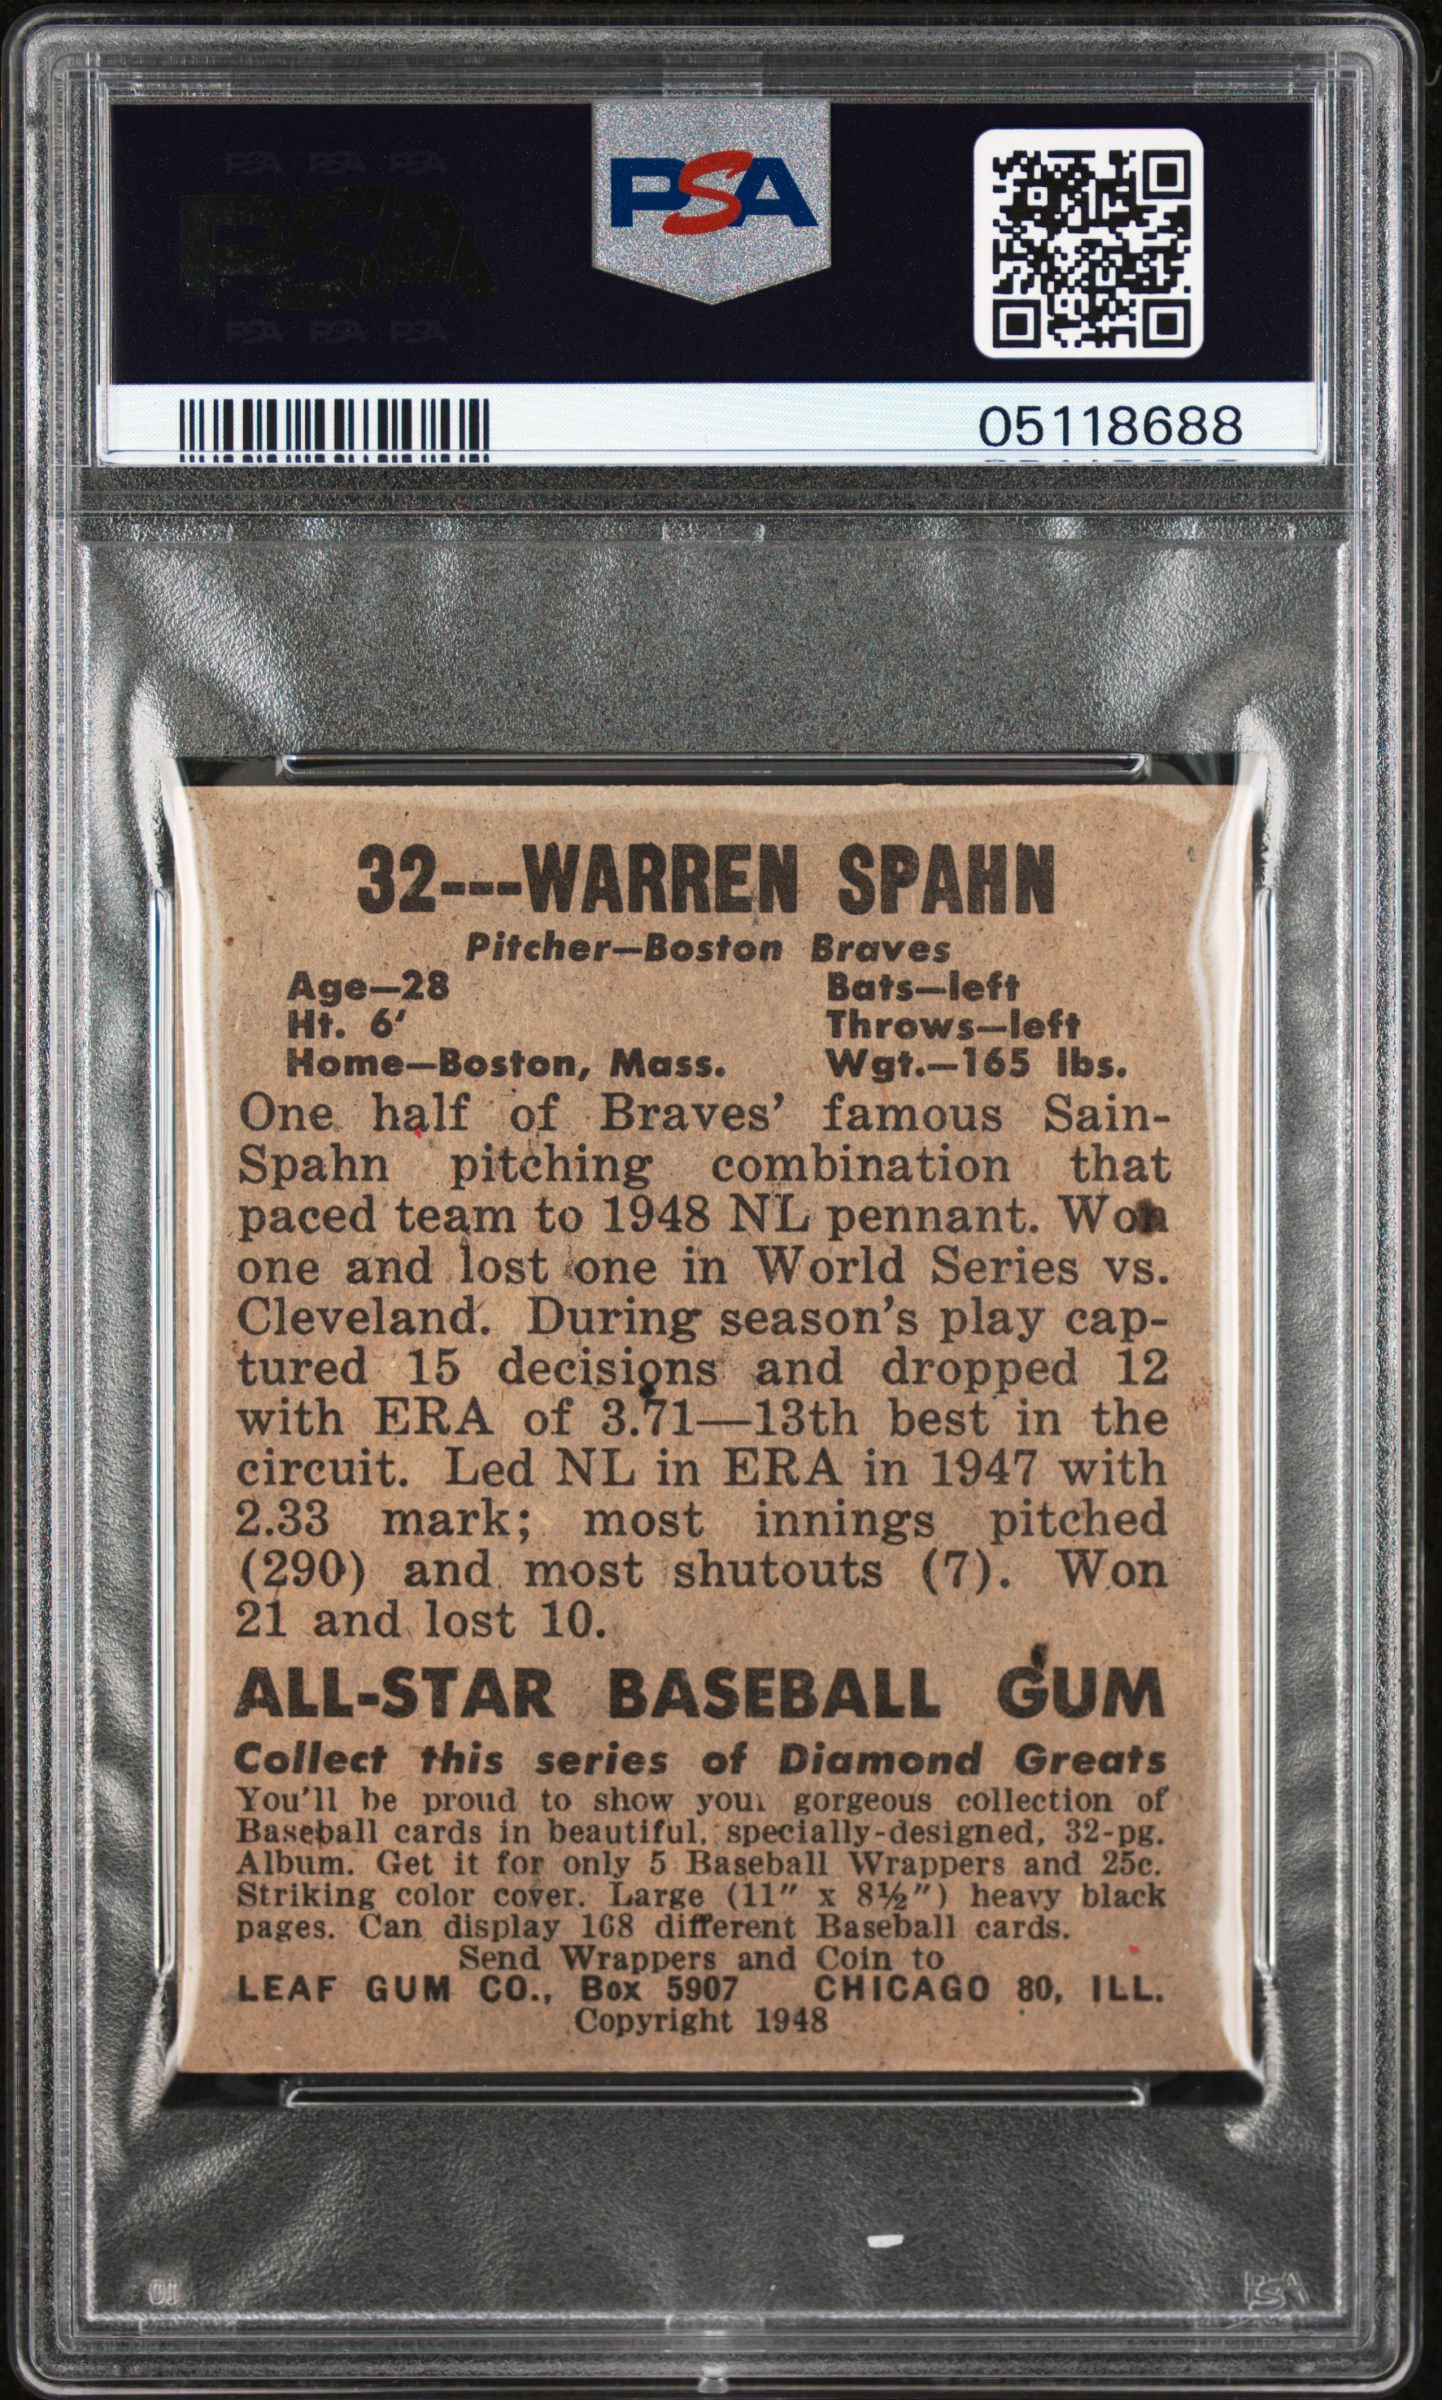 PSA PSA PSA
PSA
PSA PSA PSA
PSA
05118688
32---WARREN SPAHN
Pitcher—Boston Braves
Age—28 Bats—left
Ht. 6' Throws—left
Home—Boston, Mass. Wgt.—165 lbs.
One half of Braves' famous Sain-
Spahn pitching combination that
paced team to 1948 NL pennant. Won
one and lost one in World Series vs.
Cleveland. During season's play cap-
tured 15 decisions and dropped 12
with ERA of 3.71—13th best in the
circuit. Led NL in ERA in 1947 with
2.33 mark; most innings pitched
(290) and most shutouts (7). Won
21 and lost 10.
ALL-STAR BASEBALL GUM
Collect this series of Diamond Greats
You'll be proud to show your gorgeous collection of
Baseball cards in beautiful, specially-designed, 32-pg.
Album. Get it for only 5 Baseball Wrappers and 25c.
Striking color cover. Large (11" x 8½") heavy black
pages. Can display 168 different Baseball cards.
Send Wrappers and Coin to
LEAF GUM CO., Box 5907 CHICAGO 80, ILL.
Copyright 1948
PSA